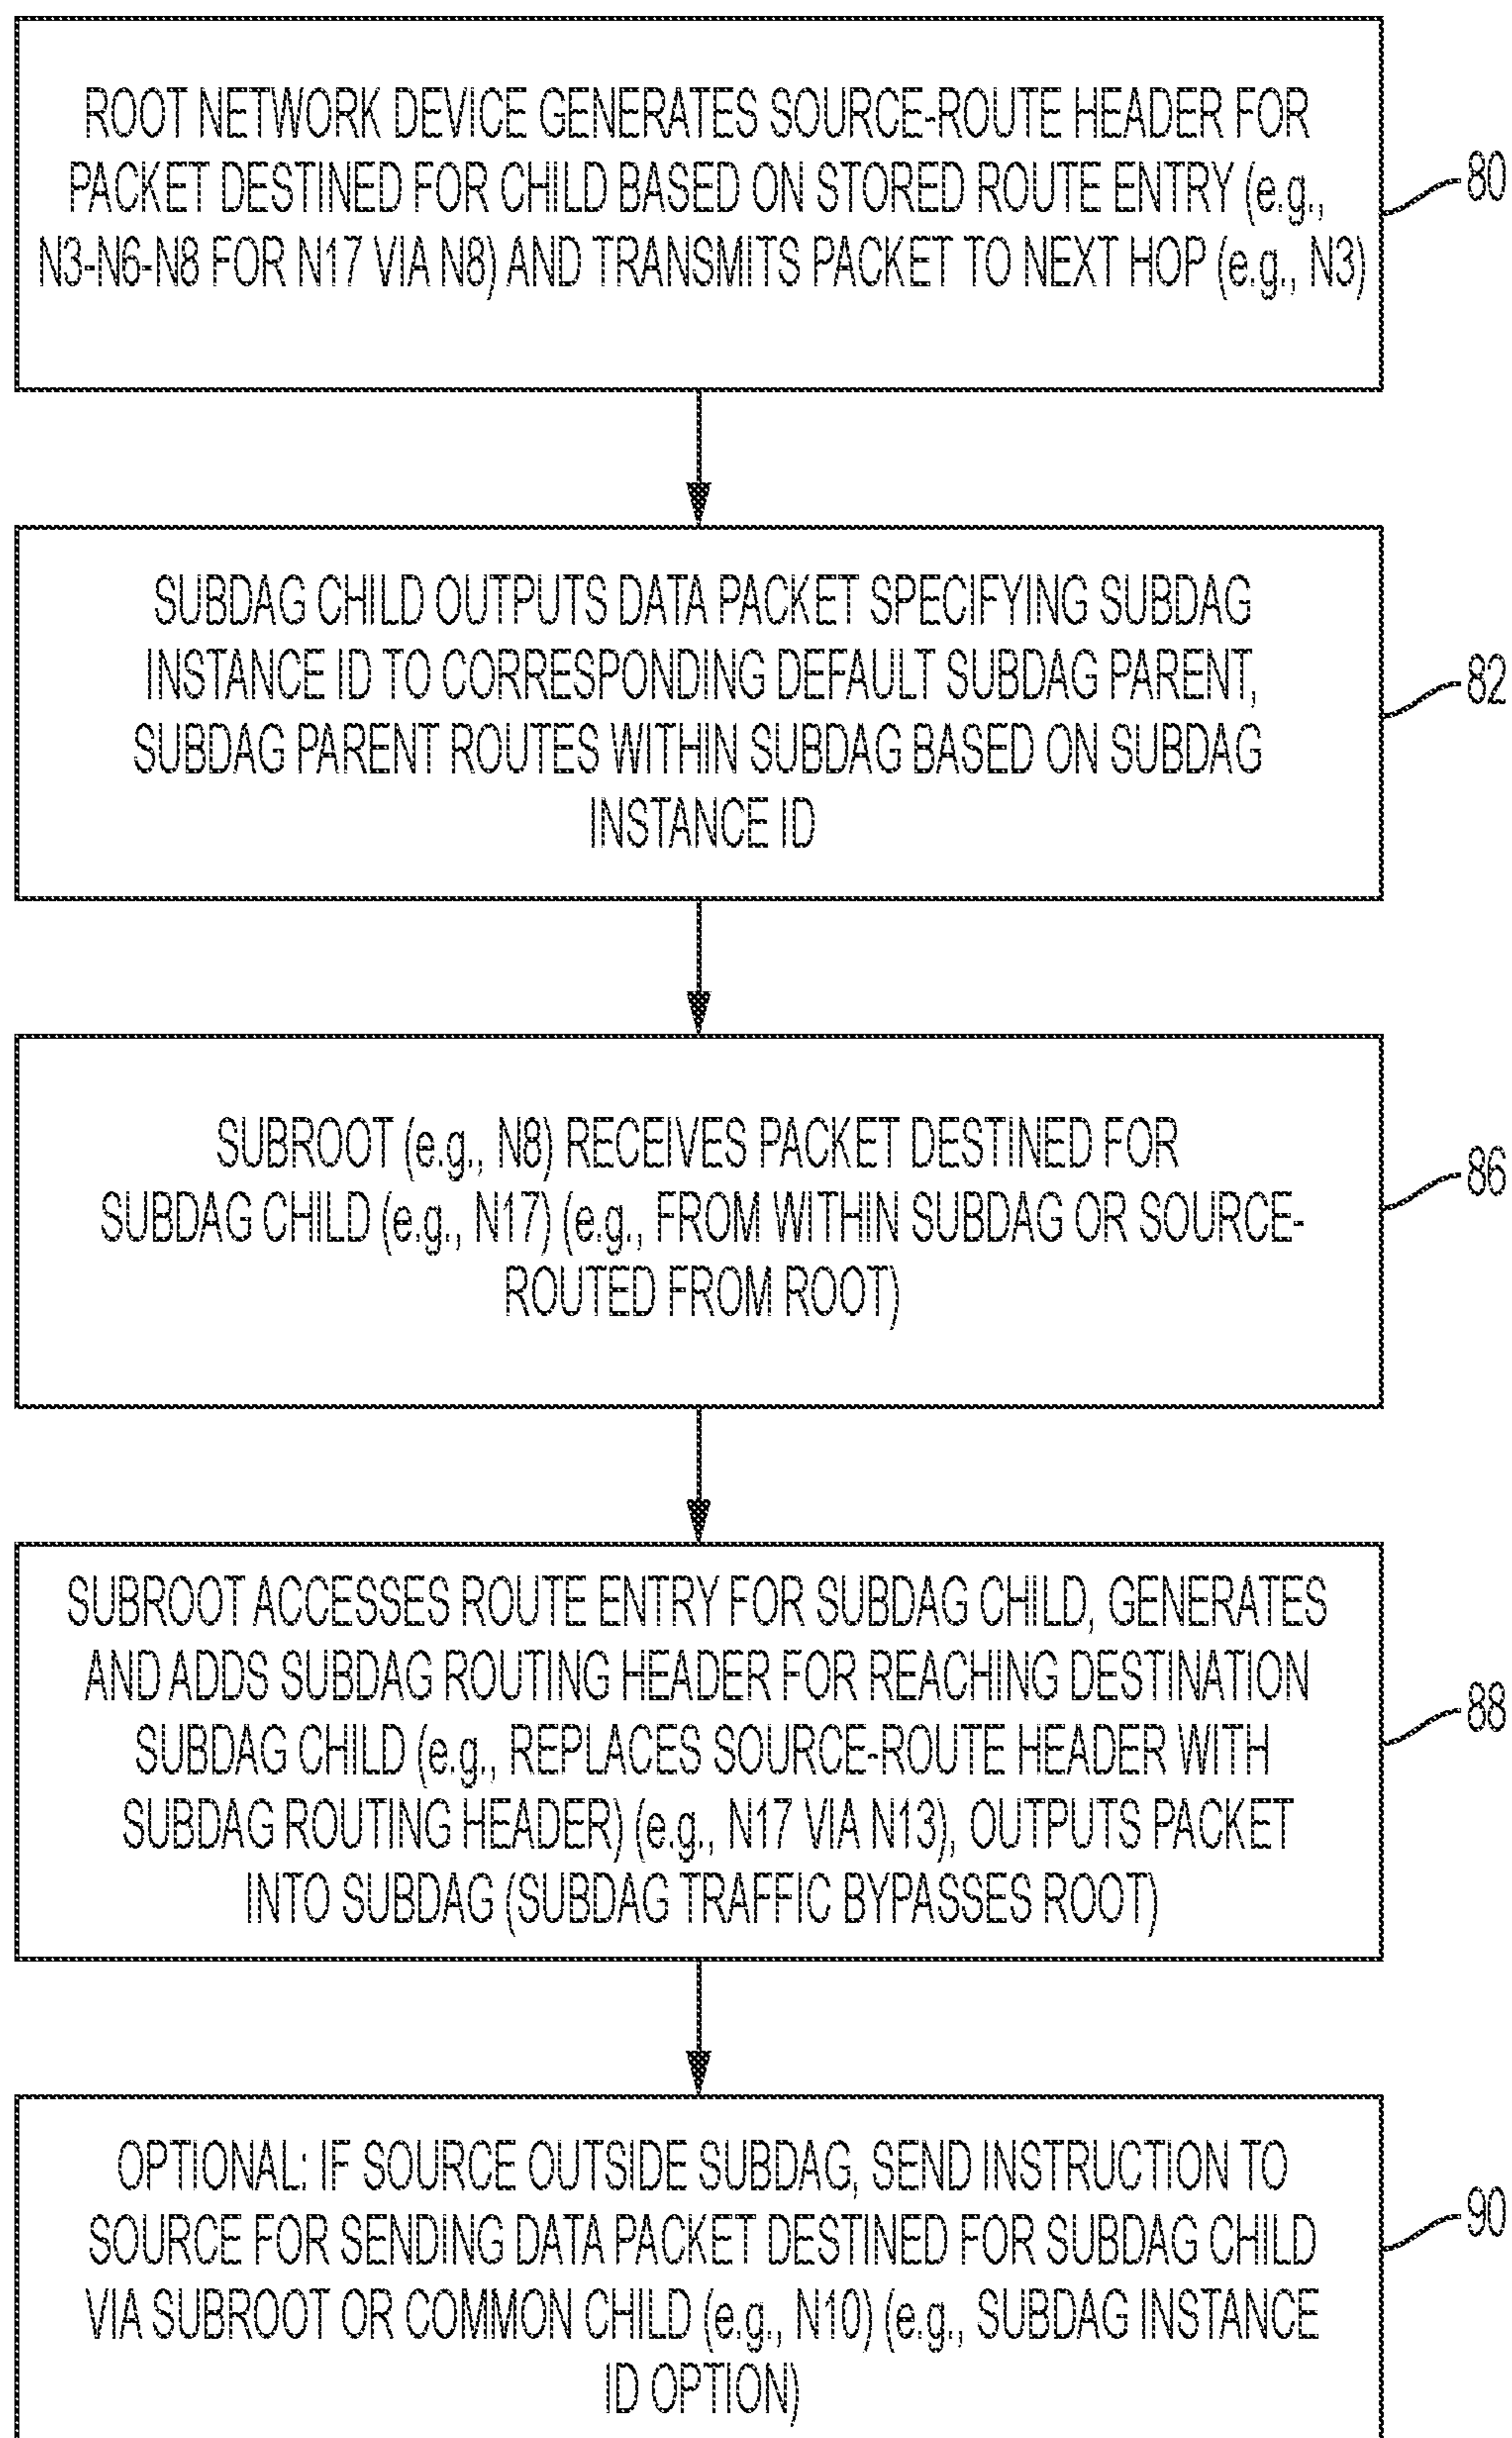 ROOT NETWORK DEVICE GENERATES SOURCE-ROUTE HEADER FOR
PACKET DESTINED FOR CHILD BASED ON STORED ROUTE ENTRY (e.g.,
N3-N6-N8 FOR N17 VIA N8) AND TRANSMITS PACKET TO NEXT HOP (e.g., N3)
80
SUBDAG CHILD OUTPUTS DATA PACKET SPECIFYING SUBDAG
INSTANCE ID TO CORRESPONDING DEFAULT SUBDAG PARENT,
SUBDAG PARENT ROUTES WITHIN SUBDAG BASED ON SUBDAG
INSTANCE ID
82
SUBROOT (e.g., N8) RECEIVES PACKET DESTINED FOR
SUBDAG CHILD (e.g., N17) (e.g., FROM WITHIN SUBDAG OR SOURCE-
ROUTED FROM ROOT)
86
SUBROOT ACCESSES ROUTE ENTRY FOR SUBDAG CHILD, GENERATES
AND ADDS SUBDAG ROUTING HEADER FOR REACHING DESTINATION
SUBDAG CHILD (e.g., REPLACES SOURCE-ROUTE HEADER WITH
SUBDAG ROUTING HEADER) (e.g., N17 VIA N13), OUTPUTS PACKET
INTO SUBDAG (SUBDAG TRAFFIC BYPASSES ROOT)
88
OPTIONAL: IF SOURCE OUTSIDE SUBDAG, SEND INSTRUCTION TO
SOURCE FOR SENDING DATA PACKET DESTINED FOR SUBDAG CHILD
VIA SUBROOT OR COMMON CHILD (e.g., N10) (e.g., SUBDAG INSTANCE
ID OPTION)
90